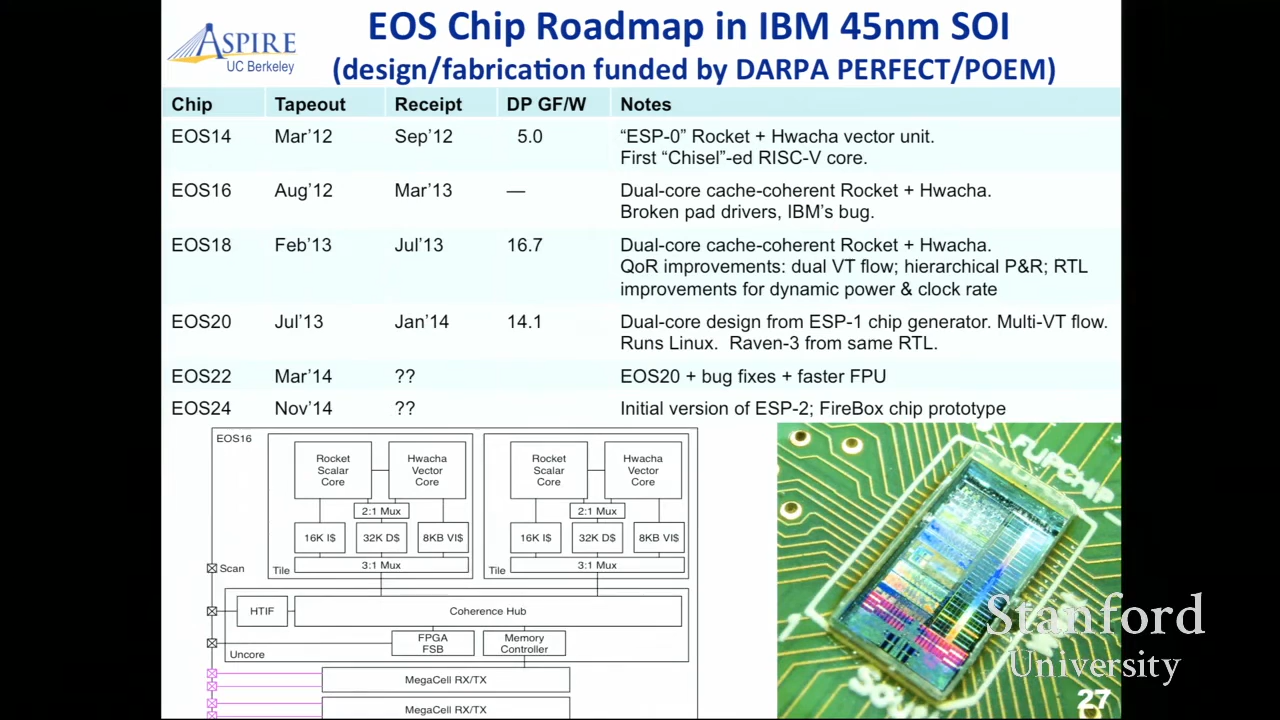 ASPIRE
UC Berkeley
EOS Chip Roadmap in IBM 45nm SOI
(design/fabrication funded by DARPA PERFECT/POEM)
Chip Tapeout Receipt DP GF/W Notes
EOS14 Mar’12 Sep’12 5.0 “ESP-0” Rocket + Hwacha vector unit.
First “Chisel”-ed RISC-V core.
EOS16 Aug’12 Mar’13 — Dual-core cache-coherent Rocket + Hwacha.
Broken pad drivers, IBM’s bug.
EOS18 Feb’13 Jul’13 16.7 Dual-core cache-coherent Rocket + Hwacha.
QoR improvements: dual VT flow; hierarchical P&R; RTL
improvements for dynamic power & clock rate
EOS20 Jul’13 Jan’14 14.1 Dual-core design from ESP-1 chip generator. Multi-VT flow.
Runs Linux. Raven-3 from same RTL.
EOS22 Mar’14 ?? EOS20 + bug fixes + faster FPU
EOS24 Nov’14 ?? Initial version of ESP-2; FireBox chip prototype
EOS16
Rocket Scalar Core
Hwacha Vector Core
Rocket Scalar Core
Hwacha Vector Core
2:1 Mux 2:1 Mux
16K I$ 32K D$ 8KB VI$ 16K I$ 32K D$ 8KB VI$
Tile 3:1 Mux Tile 3:1 Mux
Scan
HTIF Coherence Hub
FPGA FSB
Memory Controller
Uncore
MegaCell RX/TX
MegaCell RX/TX
FLIPCHIP
Stanford
University
27